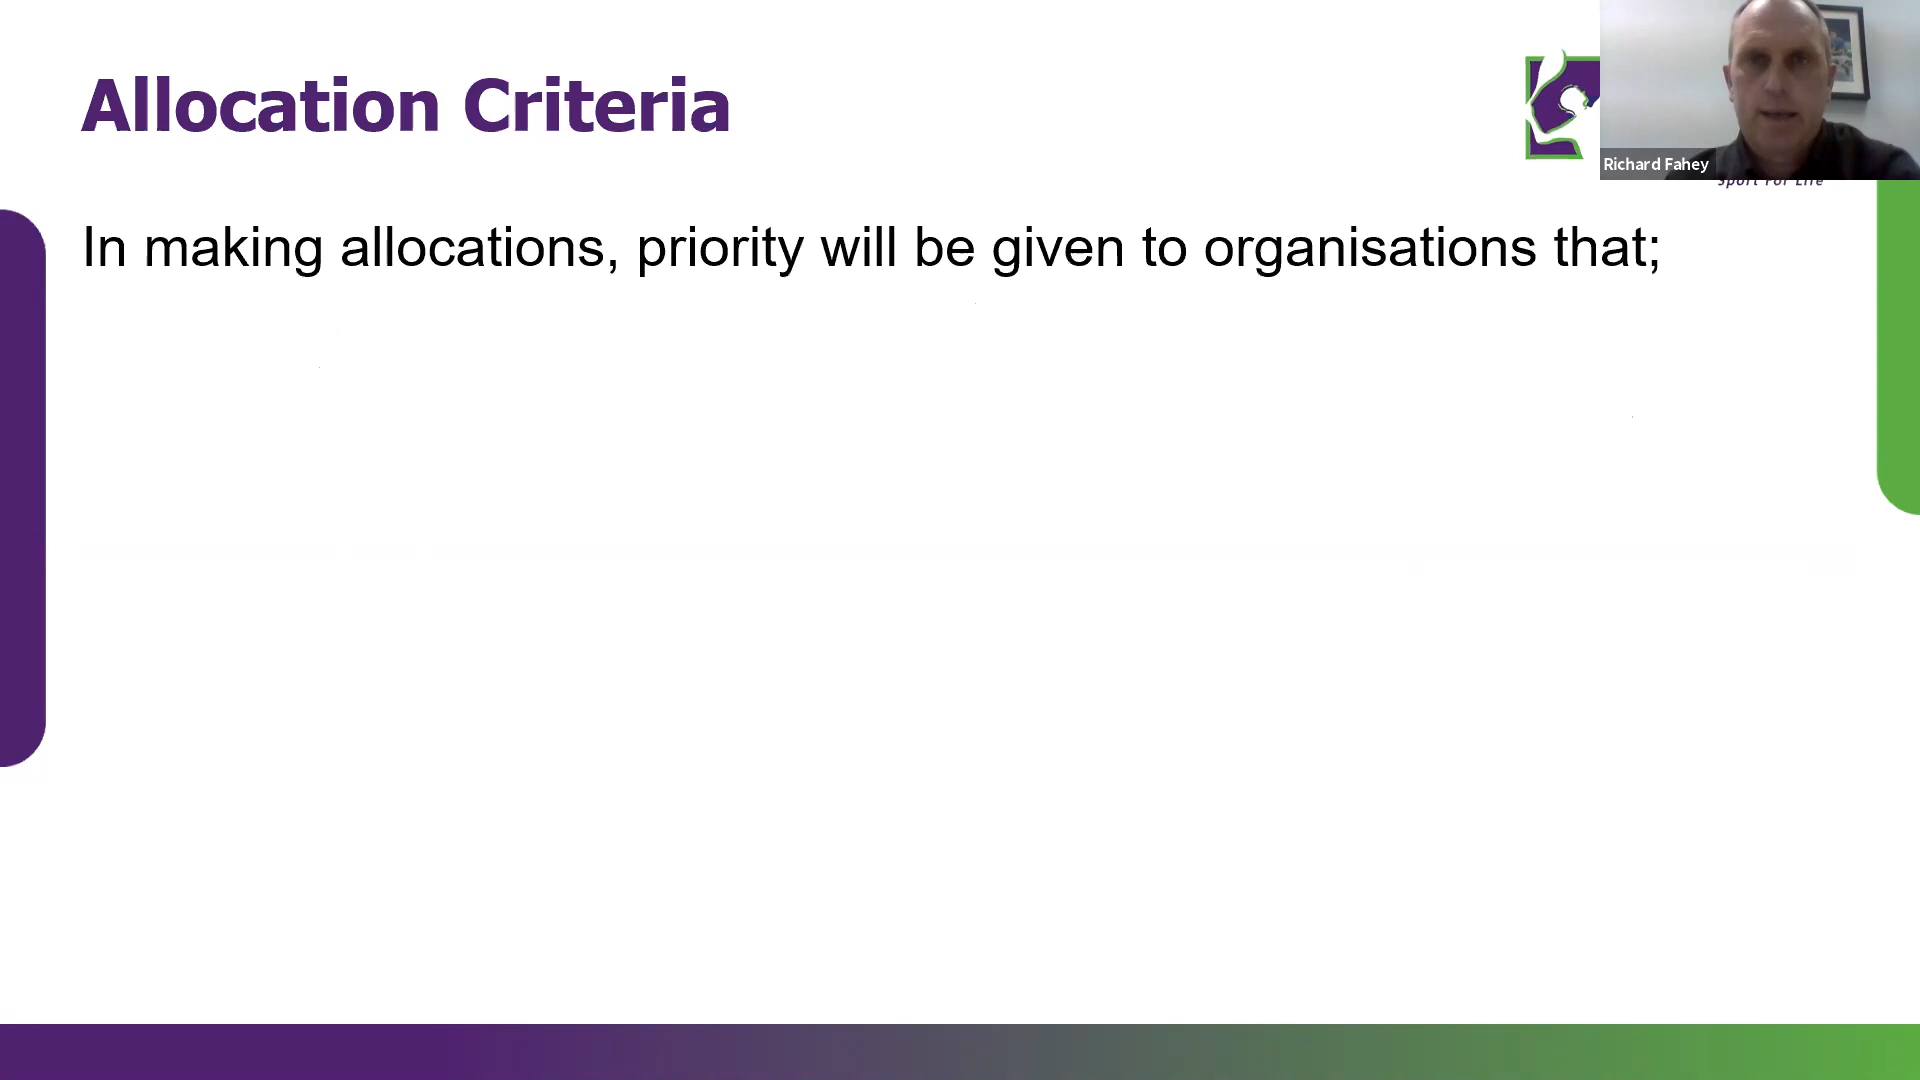 Allocation Criteria
Richard Fahey
Sport For Life
In making allocations, priority will be given to organisations that;